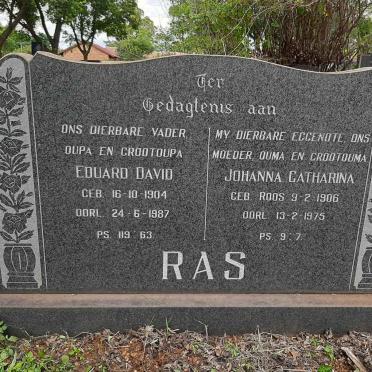 Ter
Gedagtenis aan
ONS DIERBARE VADER,
OUPA EN GROOTOUPA
EDUARD DAVID
GEB. 16-10-1904
OORL. 24-6-1987
PS. 119:63.
MY DIERBARE EGGENOTE, ONS
MOEDER, OUMA EN GROOTOUMA
JOHANNA CATHARINA
GEB. ROOS 9-2-1906
OORL. 13-2-1975
PS. 9:7.
RAS